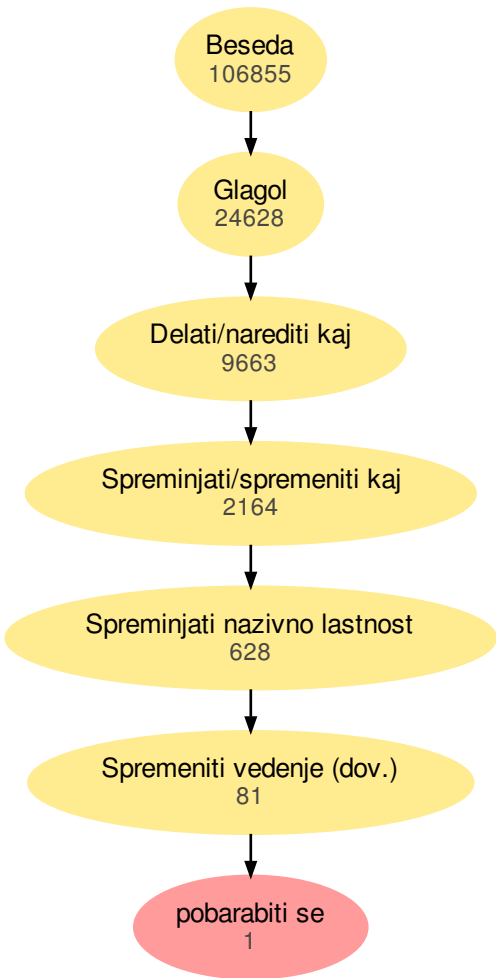 Beseda
106855
Glagol
24628
Delati/narediti kaj
9663
Spreminjati/spremeniti kaj
2164
Spreminjati nazivno lastnost
628
Spremeniti vedenje (dov.)
81
pobarabiti se
1